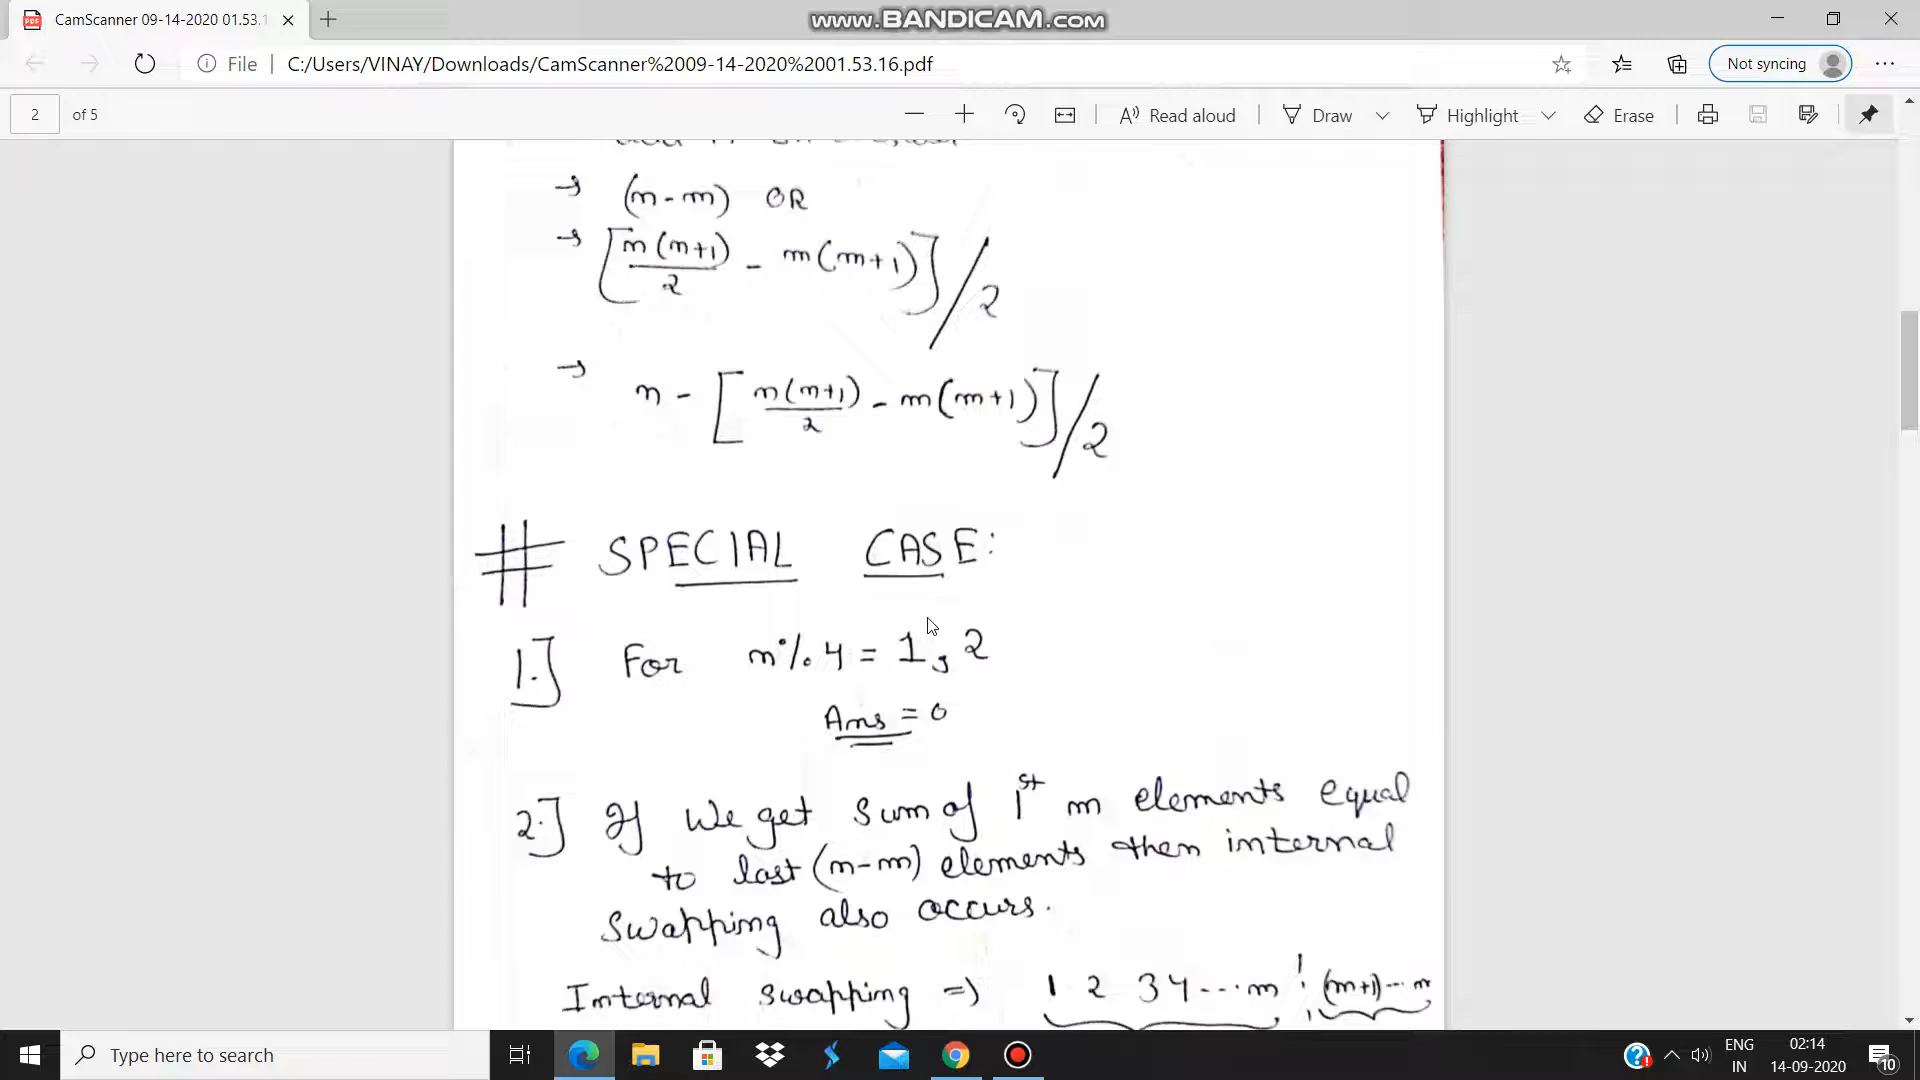 CamScanner 09-14-2020 01.53.1
www.BANDICAM.com
File
C:/Users/VINAY/Downloads/CamScanner%2009-14-2020%2001.53.16.pdf
Not syncing
2 of 5
Read aloud
Draw
Highlight
Erase
→ (n-m) OR
→ [n(n+1)/2 - m(m+1)]/2
→ n - [n(n+1)/2 - m(m+1)]/2
# SPECIAL CASE:
1.] For n%4 = 1, 2
Ans = 0
2.] If We get sum of 1st m elements equal
to last (n-m) elements then internal
Swapping also occurs.
Internal swapping => 1 2 3 4 ... m ¦ (m+1) ... n
Type here to search
ENG
IN
02:14
14-09-2020
10